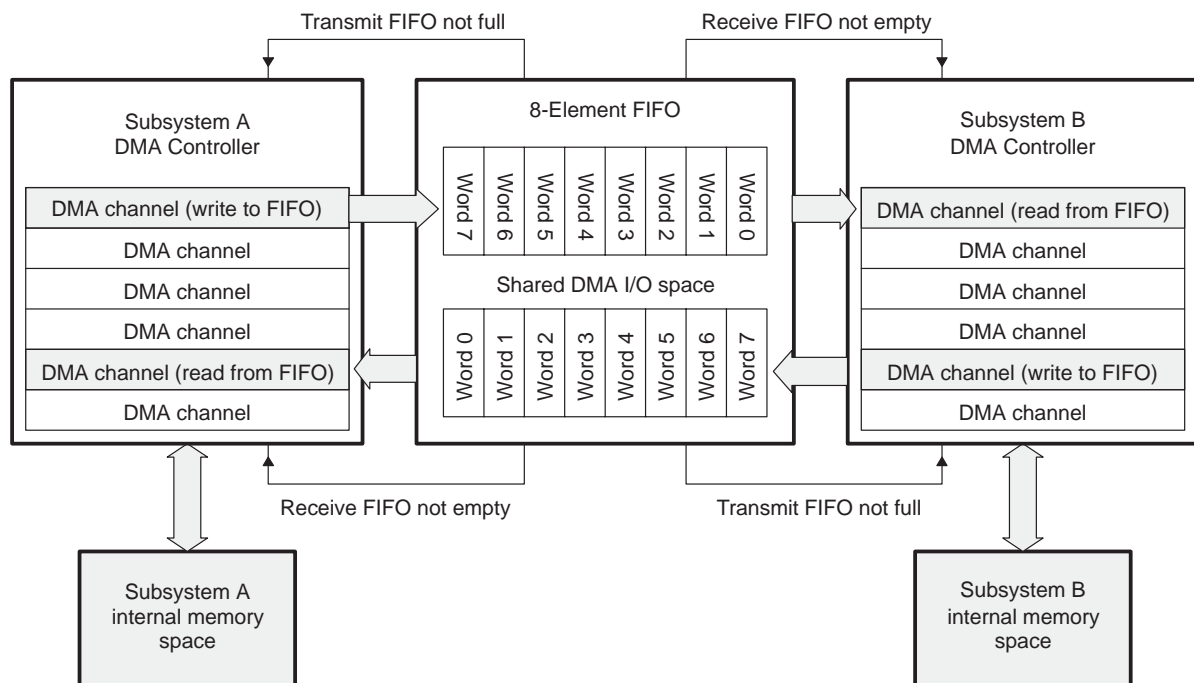 Transmit FIFO not full
Receive FIFO not empty
Subsystem A
DMA Controller
DMA channel (write to FIFO)
DMA channel
DMA channel
DMA channel
DMA channel (read from FIFO)
DMA channel
8-Element FIFO
Word 7
Word 6
Word 5
Word 4
Word 3
Word 2
Word 1
Word 0
Shared DMA I/O space
Word 0
Word 1
Word 2
Word 3
Word 4
Word 5
Word 6
Word 7
Subsystem B
DMA Controller
DMA channel (read from FIFO)
DMA channel
DMA channel
DMA channel
DMA channel (write to FIFO)
DMA channel
Receive FIFO not empty
Transmit FIFO not full
Subsystem A
internal memory
space
Subsystem B
internal memory
space